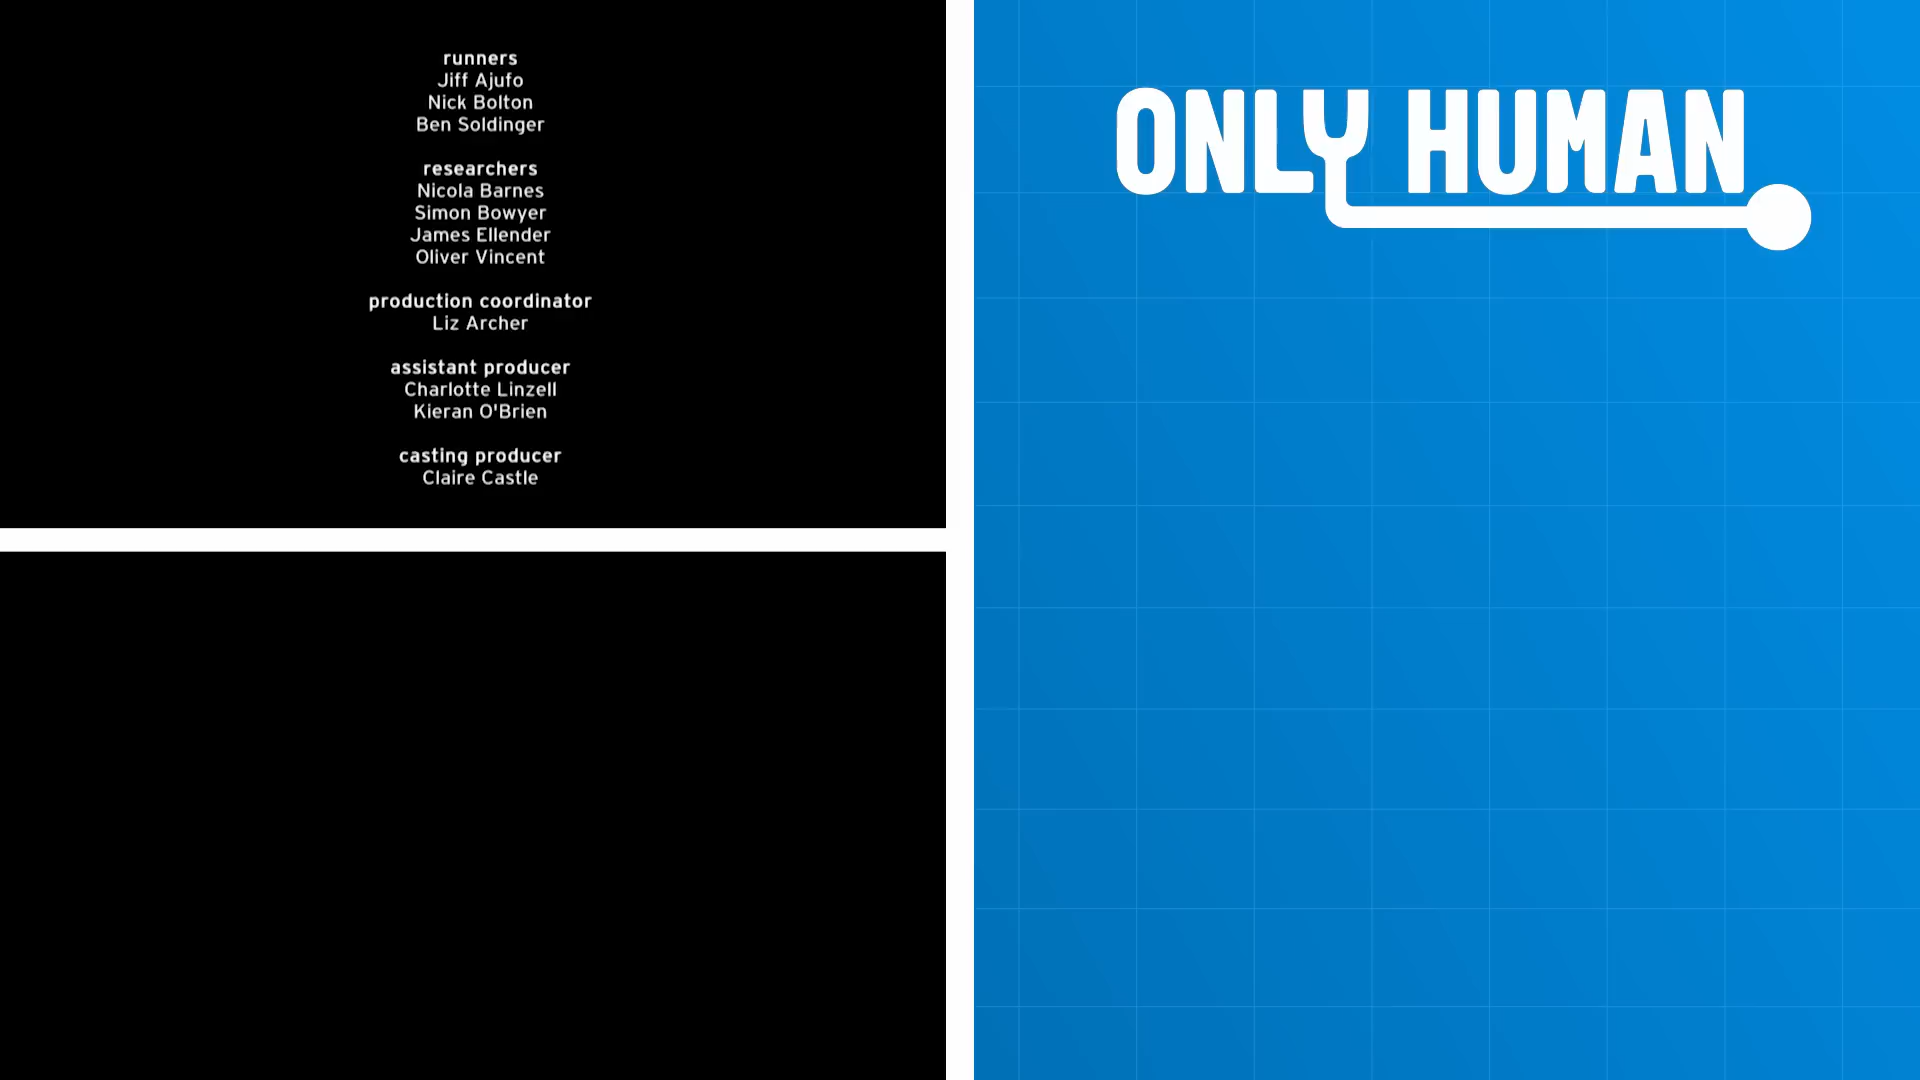 runners
Jiff Ajufo
Nick Bolton
Ben Soldinger
researchers
Nicola Barnes
Simon Bowyer
James Ellender
Oliver Vincent
production coordinator
Liz Archer
assistant producer
Charlotte Linzell
Kieran O'Brien
casting producer
Claire Castle
ONLY HUMAN